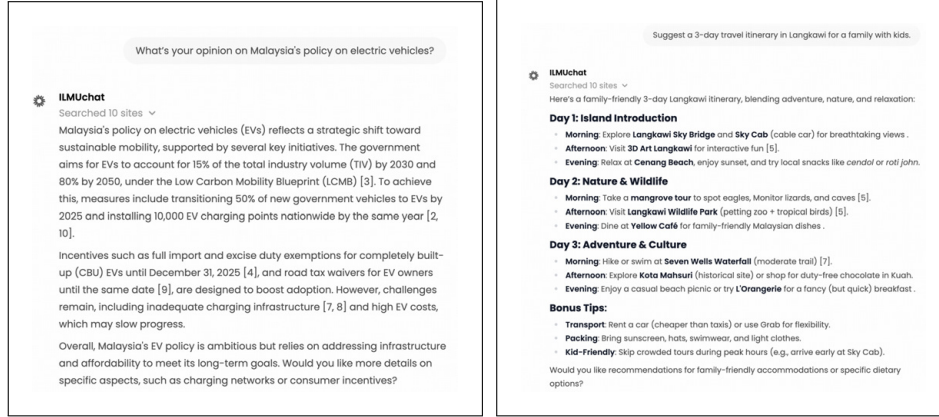 What's your opinion on Malaysia's policy on electric vehicles?
ILMUchat
Searched 10 sites
Malaysia's policy on electric vehicles (EVs) reflects a strategic shift toward
sustainable mobility, supported by several key initiatives. The government
aims for EVs to account for 15% of the total industry volume (TIV) by 2030 and
80% by 2050, under the Low Carbon Mobility Blueprint (LCMB) [3]. To achieve
this, measures include transitioning 50% of new government vehicles to EVs by
2025 and installing 10,000 EV charging points nationwide by the same year [2,
10].
Incentives such as full import and excise duty exemptions for completely built-
up (CBU) EVs until December 31, 2025 [4], and road tax waivers for EV owners
until the same date [9], are designed to boost adoption. However, challenges
remain, including inadequate charging infrastructure [7, 8] and high EV costs,
which may slow progress.
Overall, Malaysia's EV policy is ambitious but relies on addressing infrastructure
and affordability to meet its long-term goals. Would you like more details on
specific aspects, such as charging networks or consumer incentives?
Suggest a 3-day travel itinerary in Langkawi for a family with kids.
ILMUchat
Searched 10 sites
Here's a family-friendly 3-day Langkawi itinerary, blending adventure, nature, and relaxation:
Day 1: Island Introduction
Morning: Explore Langkawi Sky Bridge and Sky Cab (cable car) for breathtaking views .
Afternoon: Visit 3D Art Langkawi for interactive fun [5].
Evening: Relax at Cenang Beach, enjoy sunset, and try local snacks like cendol or roti john.
Day 2: Nature & Wildlife
Morning: Take a mangrove tour to spot eagles, Monitor lizards, and caves [5].
Afternoon: Visit Langkawi Wildlife Park (petting zoo + tropical birds) [5].
Evening: Dine at Yellow Café for family-friendly Malaysian dishes .
Day 3: Adventure & Culture
Morning: Hike or swim at Seven Wells Waterfall (moderate trail) [7].
Afternoon: Explore Kota Mahsuri (historical site) or shop for duty-free chocolate in Kuah.
Evening: Enjoy a casual beach picnic or try L'Orangerie for a fancy (but quick) breakfast .
Bonus Tips:
Transport: Rent a car (cheaper than taxis) or use Grab for flexibility.
Packing: Bring sunscreen, hats, swimwear, and light clothes.
Kid-Friendly: Skip crowded tours during peak hours (e.g., arrive early at Sky Cab).
Would you like recommendations for family-friendly accommodations or specific dietary
options?